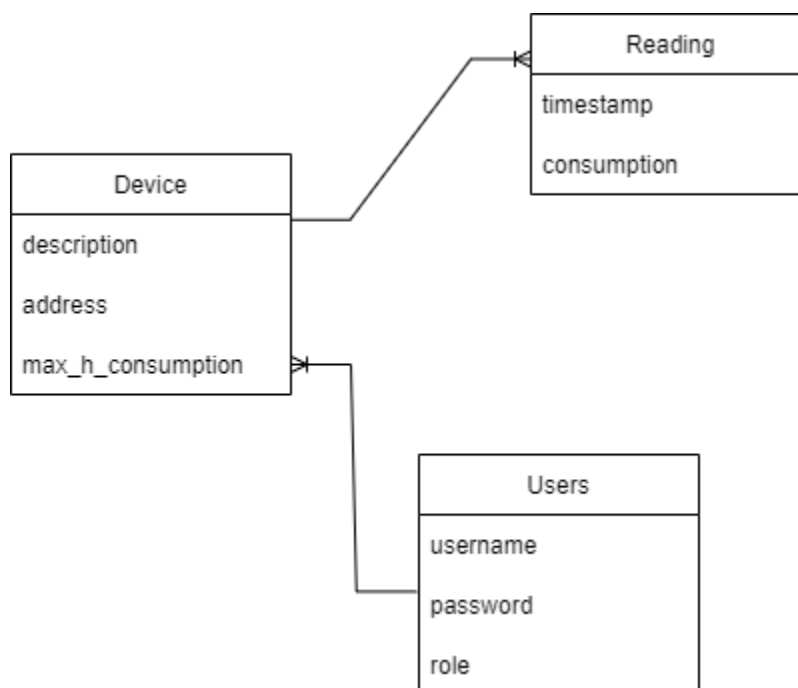 Reading
timestamp
consumption
Device
description
address
max_h_consumption
Users
username
password
role